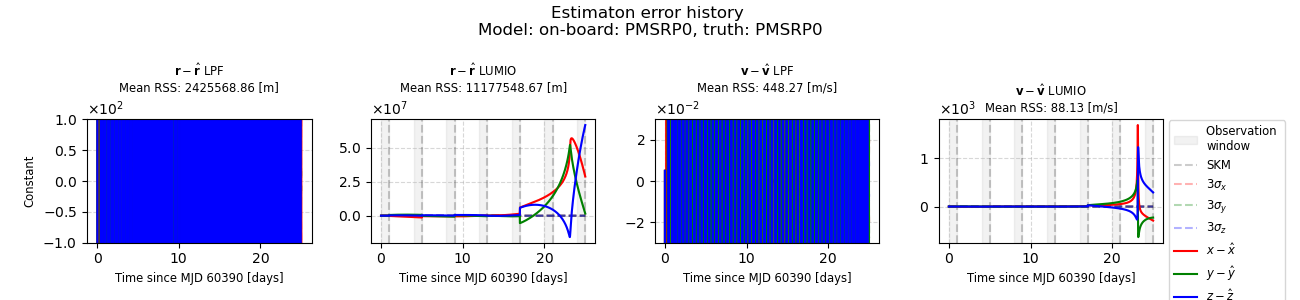 Estimaton error history
Model: on-board: PMSRP0, truth: PMSRP0
r − r̂ LPF
Mean RSS: 2425568.86 [m]
×10²
1.0
0.5
0.0
−0.5
−1.0
Constant
0
10
20
Time since MJD 60390 [days]
r − r̂ LUMIO
Mean RSS: 11177548.67 [m]
×10⁷
5.0
2.5
0.0
0
10
20
Time since MJD 60390 [days]
v − v̂ LPF
Mean RSS: 448.27 [m/s]
×10⁻²
2
0
−2
0
10
20
Time since MJD 60390 [days]
v − v̂ LUMIO
Mean RSS: 88.13 [m/s]
×10³
1
0
0
10
20
Time since MJD 60390 [days]
Observation
window
SKM
3σₓ
3σ_y
3σ_z
x − x̂
y − ŷ
z − ẑ